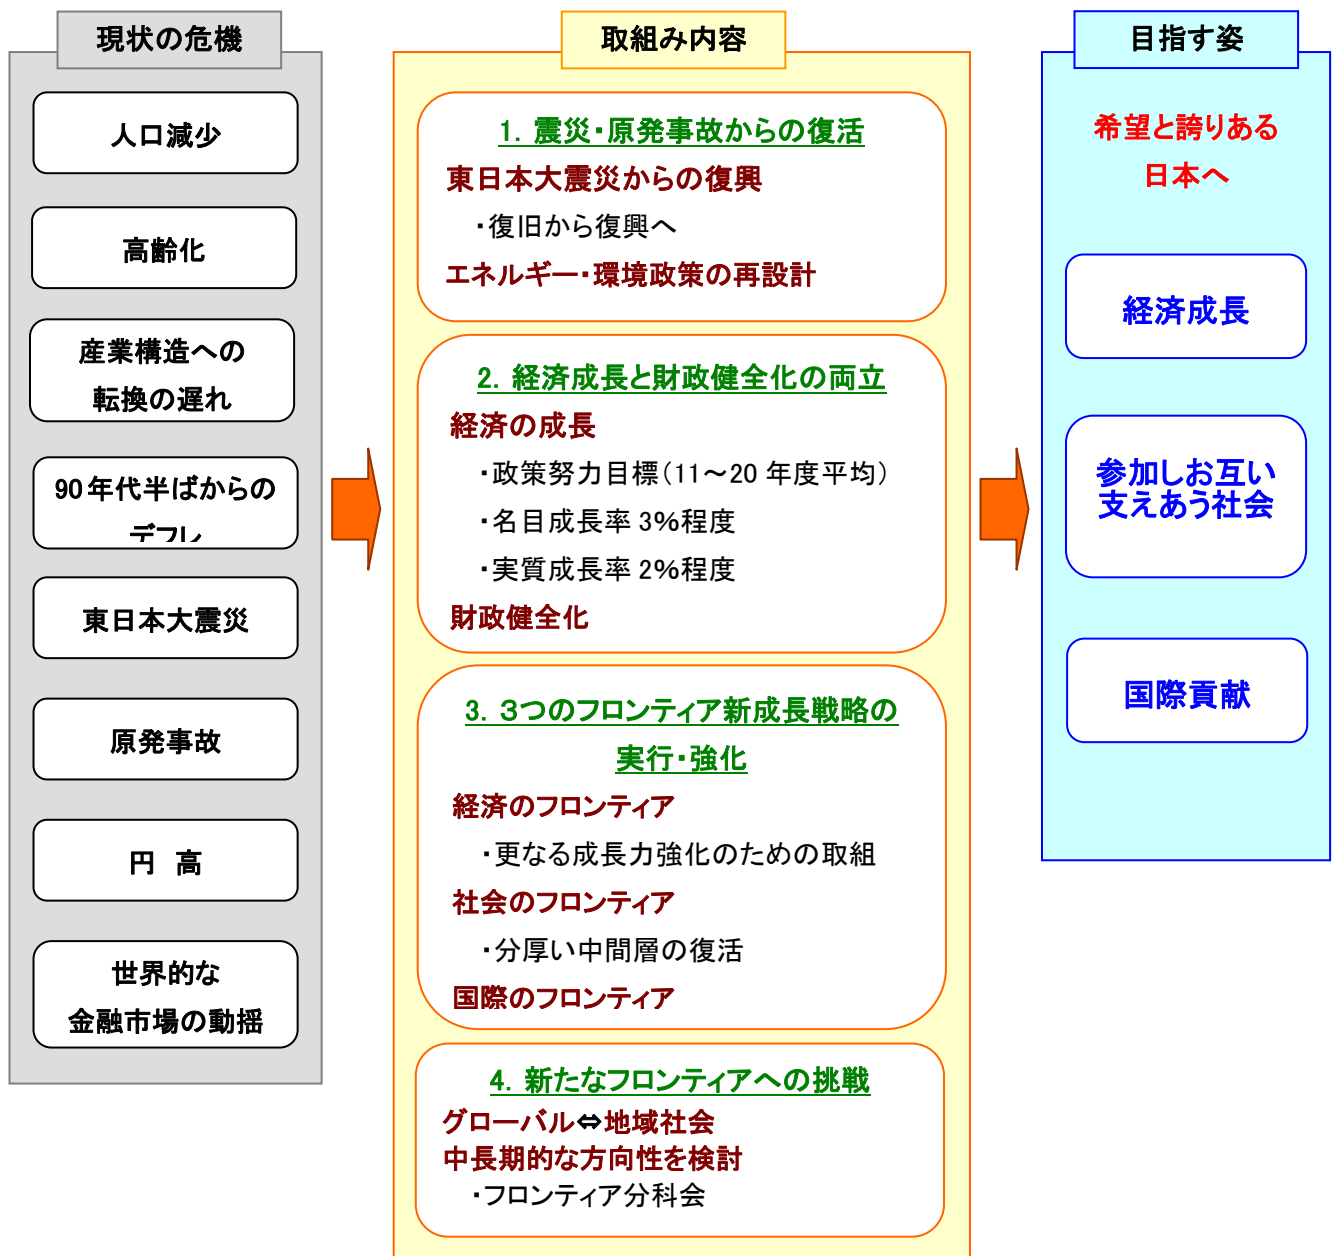 現状の危機
人口減少
高齢化
産業構造への
転換の遅れ
90年代半ばからの
デフレ
東日本大震災
原発事故
円　高
世界的な
金融市場の動揺
取組み内容
1．震災・原発事故からの復活
東日本大震災からの復興
・復旧から復興へ
エネルギー・環境政策の再設計
2．経済成長と財政健全化の両立
経済の成長
・政策努力目標（11～20年度平均）
・名目成長率3％程度
・実質成長率2％程度
財政健全化
3．３つのフロンティア新成長戦略の
実行・強化
経済のフロンティア
・更なる成長力強化のための取組
社会のフロンティア
・分厚い中間層の復活
国際のフロンティア
4．新たなフロンティアへの挑戦
グローバル⇔地域社会
中長期的な方向性を検討
・フロンティア分科会
目指す姿
希望と誇りある
日本へ
経済成長
参加しお互い
支えあう社会
国際貢献